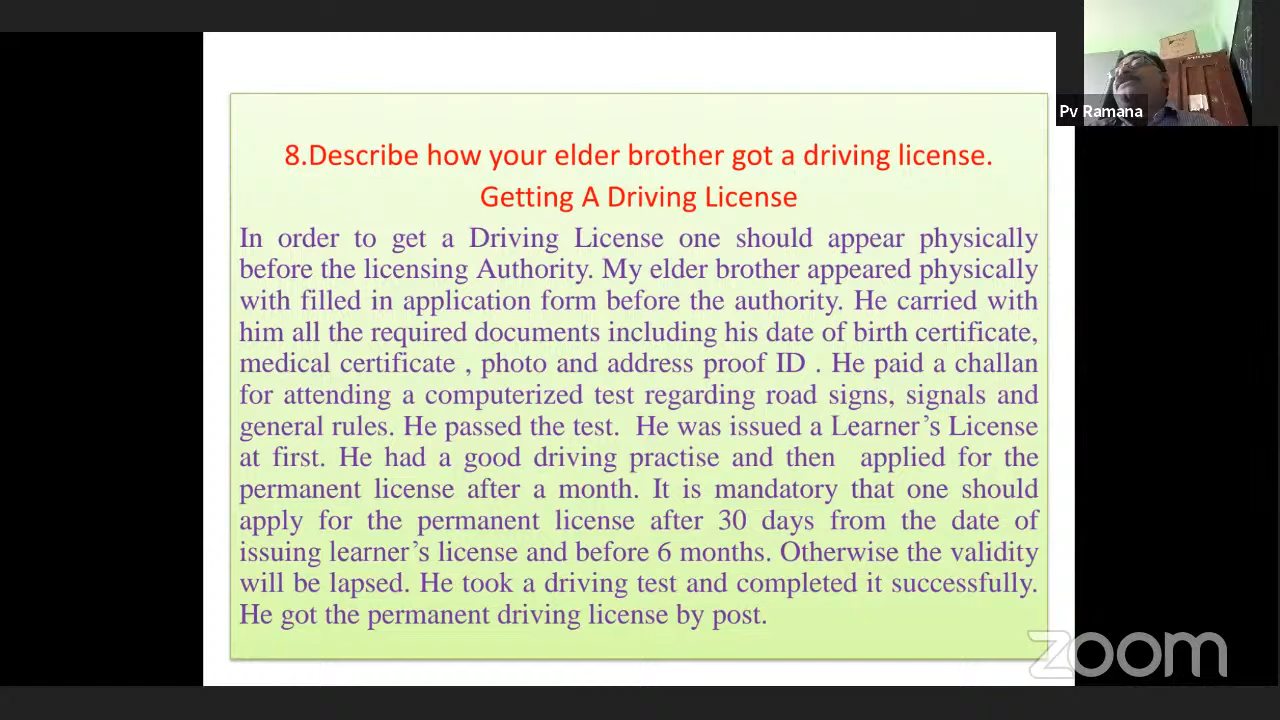 Pv Ramana
8.Describe how your elder brother got a driving license.
Getting A Driving License
In order to get a Driving License one should appear physically
before the licensing Authority. My elder brother appeared physically
with filled in application form before the authority. He carried with
him all the required documents including his date of birth certificate,
medical certificate , photo and address proof ID . He paid a challan
for attending a computerized test regarding road signs, signals and
general rules. He passed the test.  He was issued a Learner’s License
at first. He had a good driving practise and then  applied for the
permanent license after a month. It is mandatory that one should
apply for the permanent license after 30 days from the date of
issuing learner’s license and before 6 months. Otherwise the validity
will be lapsed. He took a driving test and completed it successfully.
He got the permanent driving license by post.
zoom